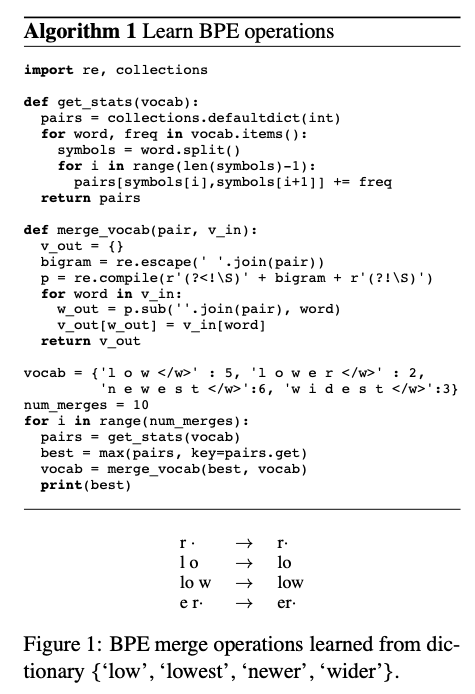 Algorithm 1 Learn BPE operations
import re, collections
def get_stats(vocab):
  pairs = collections.defaultdict(int)
  for word, freq in vocab.items():
    symbols = word.split()
    for i in range(len(symbols)-1):
      pairs[symbols[i],symbols[i+1]] += freq
  return pairs
def merge_vocab(pair, v_in):
  v_out = {}
  bigram = re.escape(' '.join(pair))
  p = re.compile(r'(?<!\S)' + bigram + r'(?!\S)')
  for word in v_in:
    w_out = p.sub(''.join(pair), word)
    v_out[w_out] = v_in[word]
  return v_out
vocab = {'l o w </w>' : 5, 'l o w e r </w>' : 2,
         'n e w e s t </w>':6, 'w i d e s t </w>':3}
num_merges = 10
for i in range(num_merges):
  pairs = get_stats(vocab)
  best = max(pairs, key=pairs.get)
  vocab = merge_vocab(best, vocab)
  print(best)
r · → r·
l o → lo
lo w → low
e r· → er·
Figure 1: BPE merge operations learned from dic-
tionary {‘low’, ‘lowest’, ‘newer’, ‘wider’}.